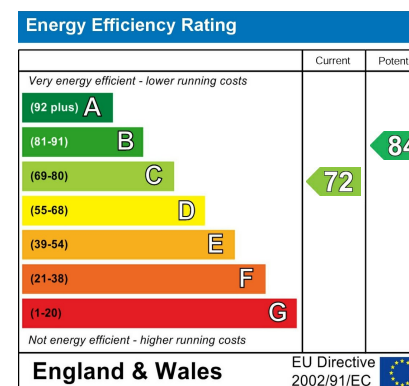 Energy Efficiency Rating
Current Potent
Very energy efficient - lower running costs
(92 plus) A
(81-91) B
84
(69-80) C
72
(55-68) D
(39-54) E
(21-38) F
(1-20) G
Not energy efficient - higher running costs
England & Wales
EU Directive
2002/91/EC